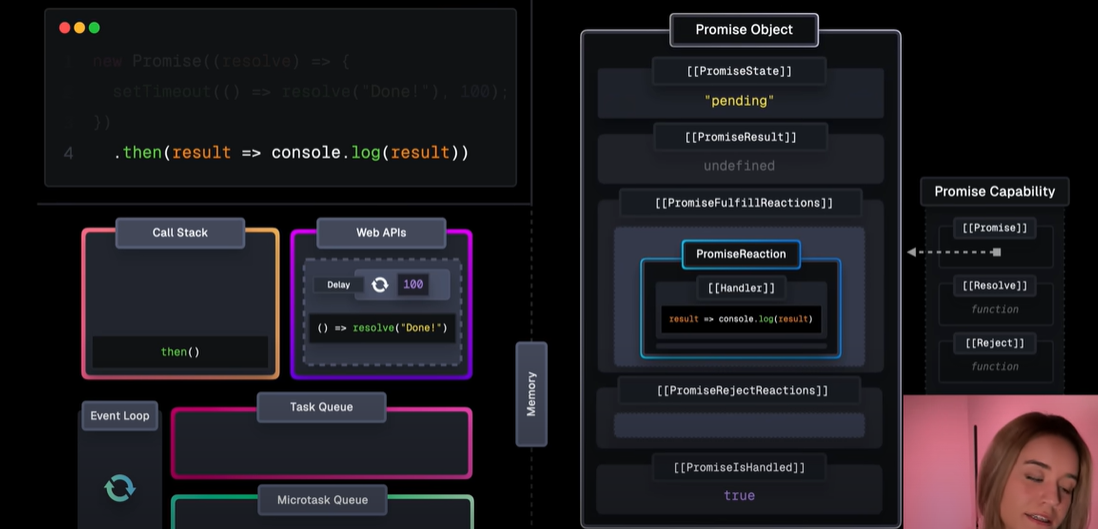 1 new Promise((resolve) => {
setTimeout(() => resolve("Done!"), 100);
})
4 .then(result => console.log(result))
Call Stack
then()
Web APIs
Delay 100
() => resolve("Done!")
Event Loop
Task Queue
Microtask Queue
Memory
Promise Object
[[PromiseState]]
"pending"
[[PromiseResult]]
undefined
[[PromiseFulfillReactions]]
PromiseReaction
[[Handler]]
result => console.log(result)
[[PromiseRejectReactions]]
[[PromiseIsHandled]]
true
Promise Capability
[[Promise]]
[[Resolve]]
function
[[Reject]]
function